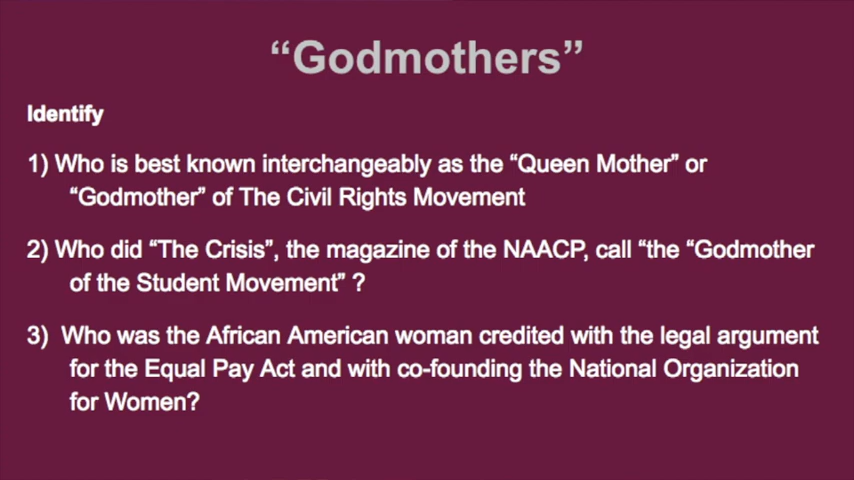 “Godmothers”
Identify
1) Who is best known interchangeably as the “Queen Mother” or
“Godmother” of The Civil Rights Movement
2) Who did “The Crisis”, the magazine of the NAACP, call “the “Godmother
of the Student Movement” ?
3) Who was the African American woman credited with the legal argument
for the Equal Pay Act and with co-founding the National Organization
for Women?